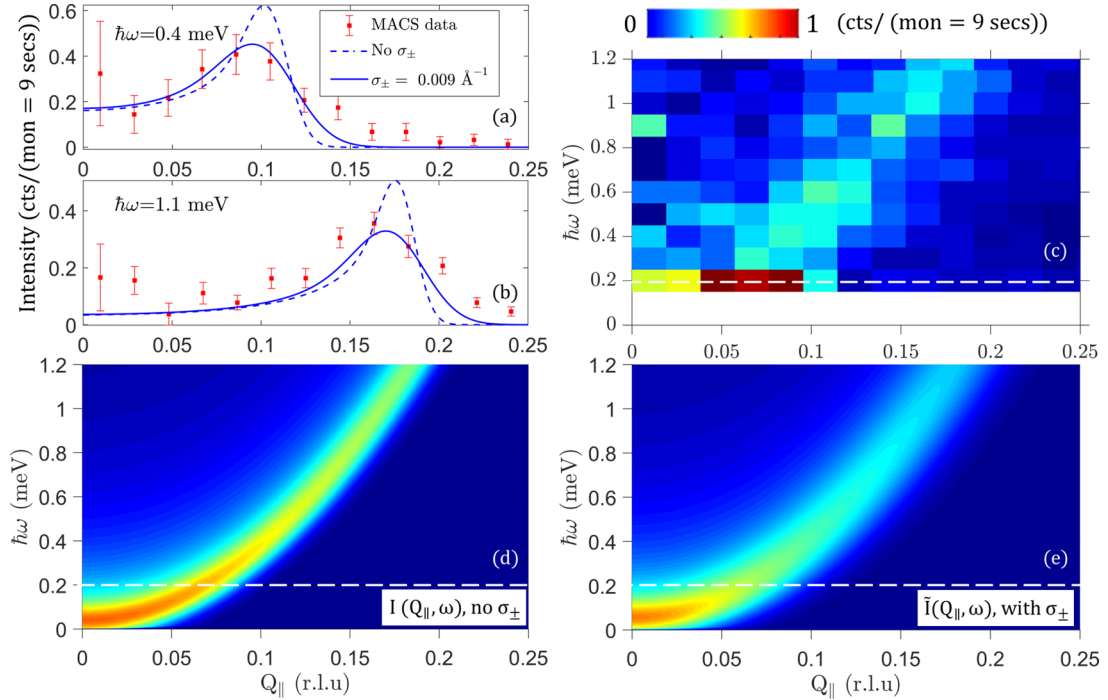 Intensity (cts/ (mon = 9 secs))
0.6
0.4
0.2
0
ħω=0.4 meV
MACS data
No σ±
σ± = 0.009 Å⁻¹
(a)
0 0.05 0.1 0.15 0.2 0.25
0.4
0.2
0
ħω=1.1 meV
(b)
0 0.05 0.1 0.15 0.2 0.25
0 1 (cts/ (mon = 9 secs))
ħω (meV)
1.2
1
0.8
0.6
0.4
0.2
0
(c)
0 0.05 0.1 0.15 0.2 0.25
ħω (meV)
1.2
1
0.8
0.6
0.4
0.2
0
(d)
I (Q∥, ω), no σ±
0 0.05 0.1 0.15 0.2 0.25
Q∥ (r.l.u)
ħω (meV)
1.2
1
0.8
0.6
0.4
0.2
0
(e)
Ĩ(Q∥, ω), with σ±
0 0.05 0.1 0.15 0.2 0.25
Q∥ (r.l.u)